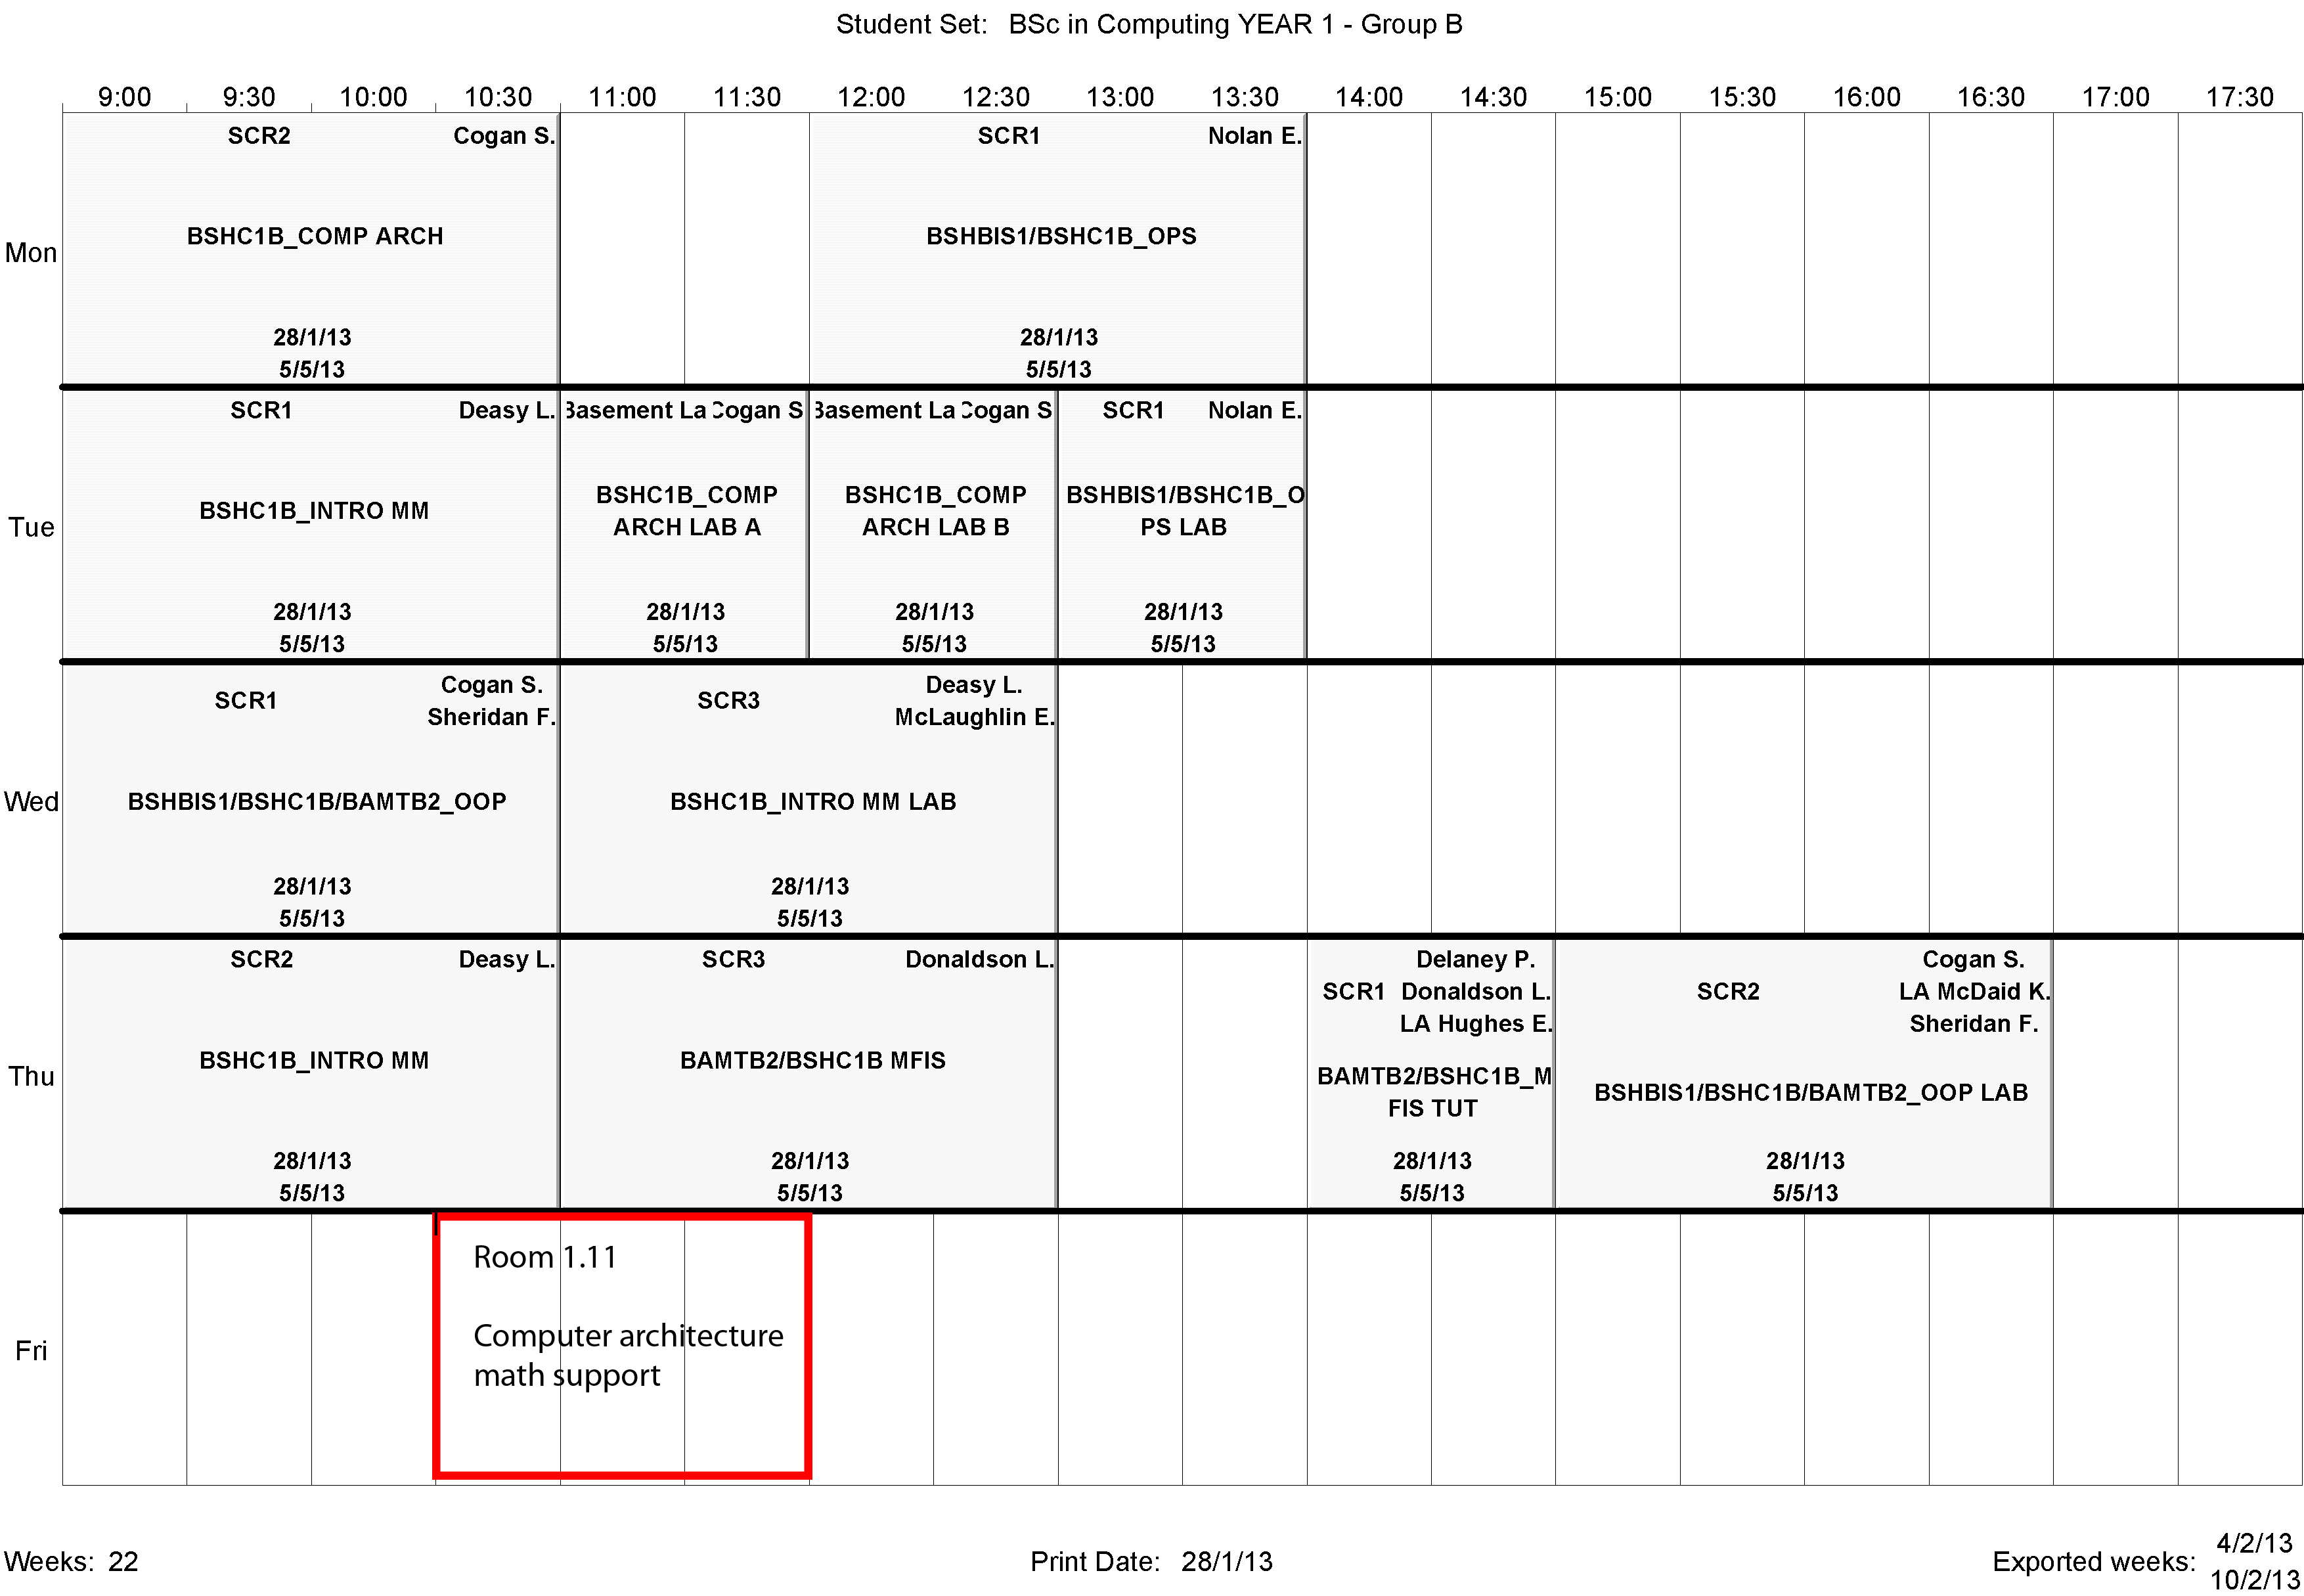 Student Set: BSc in Computing YEAR 1 - Group B
9:00 9:30 10:00 10:30 11:00 11:30 12:00 12:30 13:00 13:30 14:00 14:30 15:00 15:30 16:00 16:30 17:00 17:30
Mon
SCR2 Cogan S.
BSHC1B_COMP ARCH
28/1/13
5/5/13
SCR1 Nolan E.
BSHBIS1/BSHC1B_OPS
28/1/13
5/5/13
Tue
SCR1 Deasy L.
BSHC1B_INTRO MM
28/1/13
5/5/13
Basement La Cogan S
BSHC1B_COMP
ARCH LAB A
28/1/13
5/5/13
Basement La Cogan S
BSHC1B_COMP
ARCH LAB B
28/1/13
5/5/13
SCR1 Nolan E.
BSHBIS1/BSHC1B_O
PS LAB
28/1/13
5/5/13
Wed
SCR1 Cogan S.
Sheridan F.
BSHBIS1/BSHC1B/BAMTB2_OOP
28/1/13
5/5/13
SCR3 Deasy L.
McLaughlin E.
BSHC1B_INTRO MM LAB
28/1/13
5/5/13
Thu
SCR2 Deasy L.
BSHC1B_INTRO MM
28/1/13
5/5/13
SCR3 Donaldson L.
BAMTB2/BSHC1B MFIS
28/1/13
5/5/13
Delaney P.
SCR1 Donaldson L.
LA Hughes E.
BAMTB2/BSHC1B_M
FIS TUT
28/1/13
5/5/13
Cogan S.
SCR2 LA McDaid K.
Sheridan F.
BSHBIS1/BSHC1B/BAMTB2_OOP LAB
28/1/13
5/5/13
Fri
Room 1.11
Computer architecture
math support
Weeks: 22
Print Date: 28/1/13
Exported weeks: 4/2/13
10/2/13